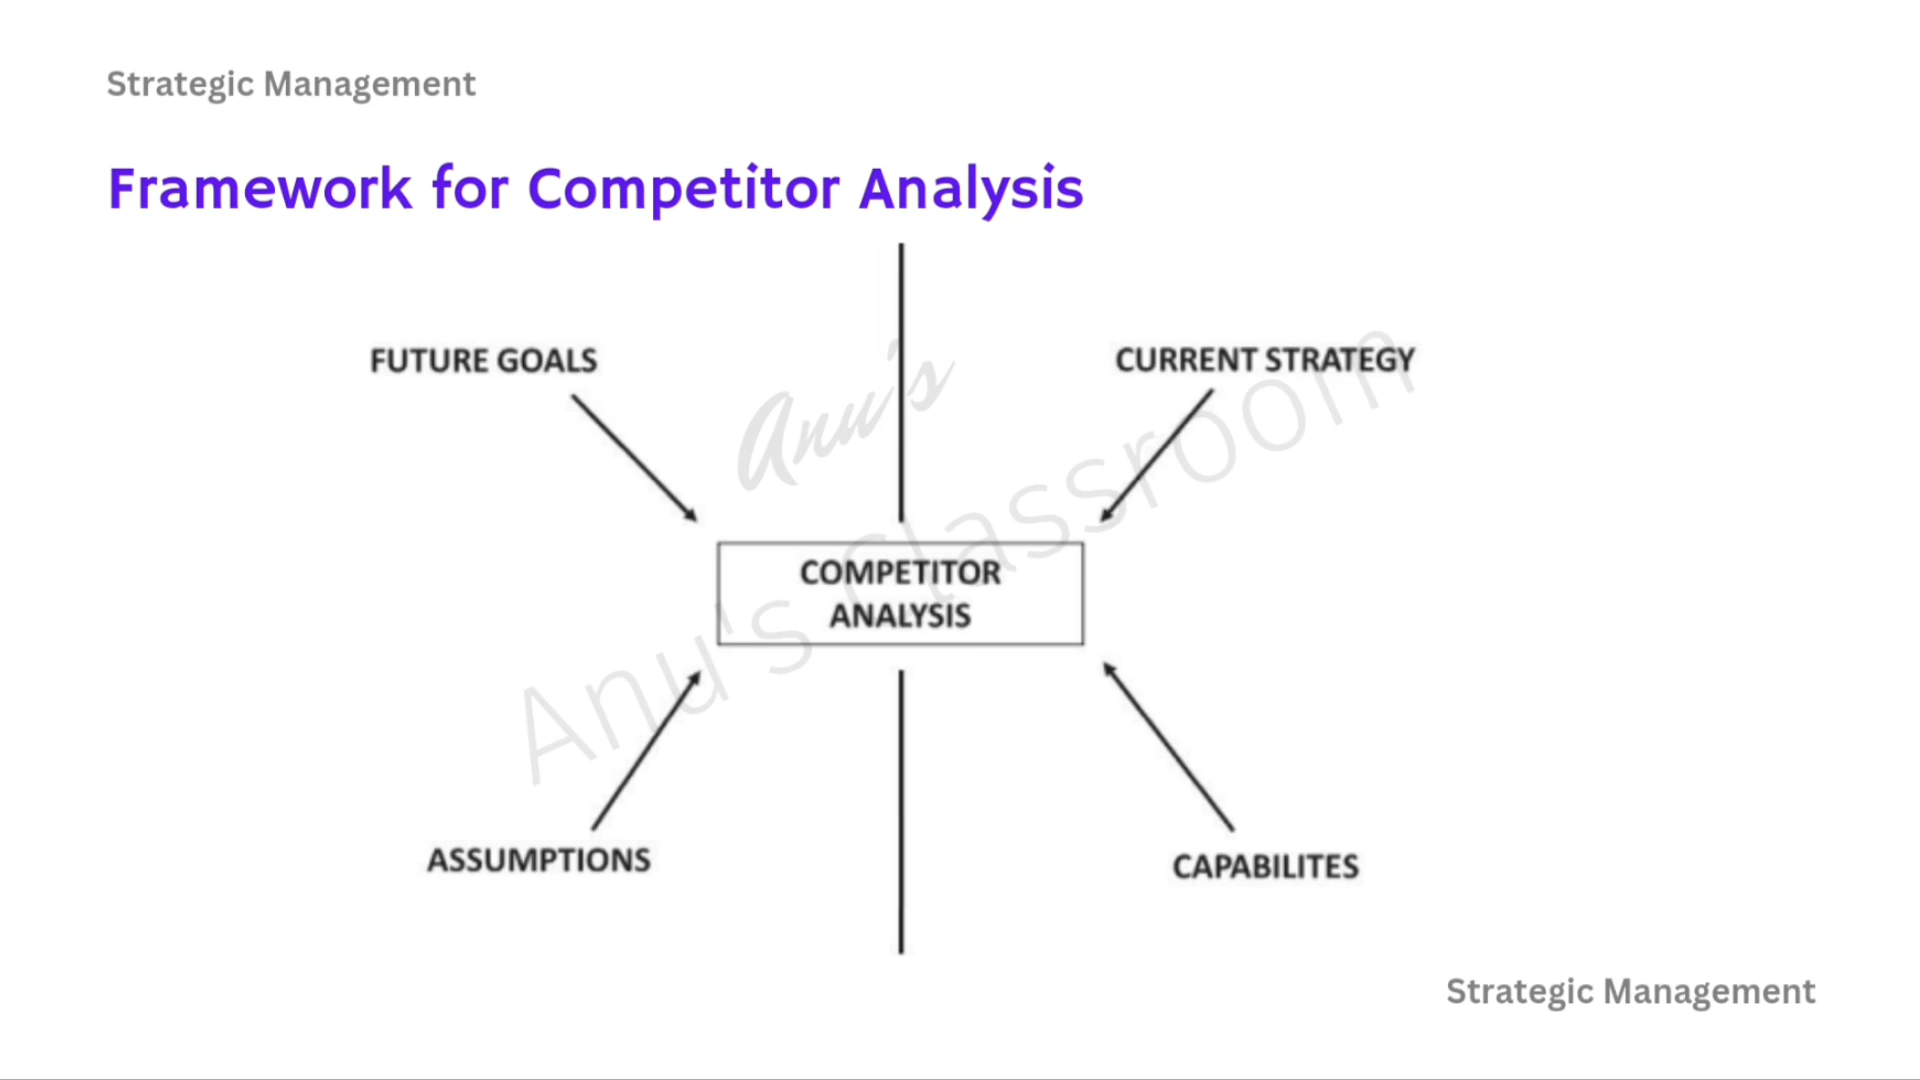 Strategic Management
Framework for Competitor Analysis
FUTURE GOALS
CURRENT STRATEGY
Anu's
Anu's Classroom
COMPETITOR
ANALYSIS
ASSUMPTIONS
CAPABILITES
Strategic Management